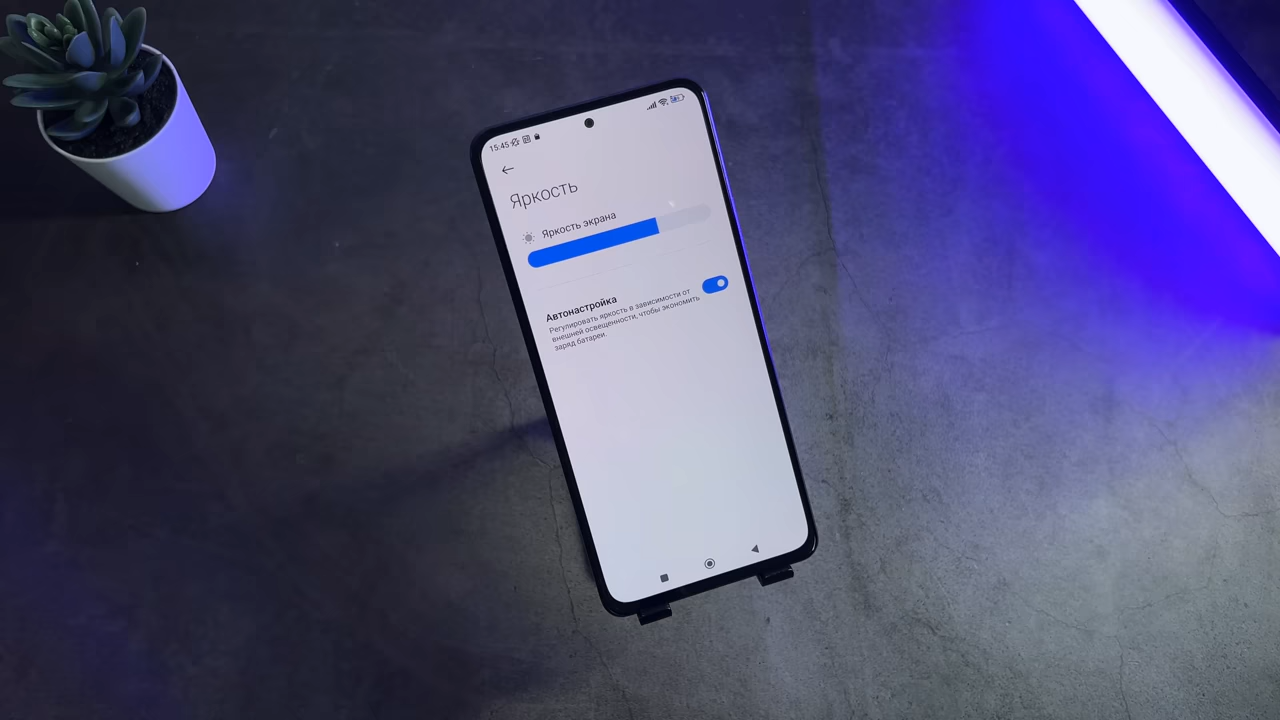 15:45
Яркость
Яркость экрана
Автонастройка
Регулировать яркость в зависимости от
внешней освещенности, чтобы экономить
заряд батареи.